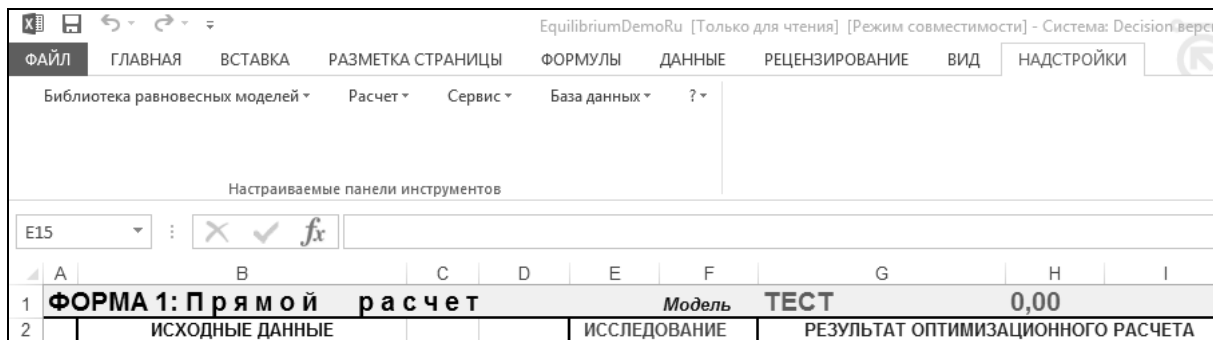 EquilibriumDemoRu [Только для чтения] [Режим совместимости] - Система: Decision верс
ФАЙЛ ГЛАВНАЯ ВСТАВКА РАЗМЕТКА СТРАНИЦЫ ФОРМУЛЫ ДАННЫЕ РЕЦЕНЗИРОВАНИЕ ВИД НАДСТРОЙКИ
Библиотека равновесных моделей Расчет Сервис База данных ?
Настраиваемые панели инструментов
E15 fx
A B C D E F G H I
1 ФОРМА 1: Прямой расчет Модель ТЕСТ 0,00
2 ИСХОДНЫЕ ДАННЫЕ ИССЛЕДОВАНИЕ РЕЗУЛЬТАТ ОПТИМИЗАЦИОННОГО РАСЧЕТА